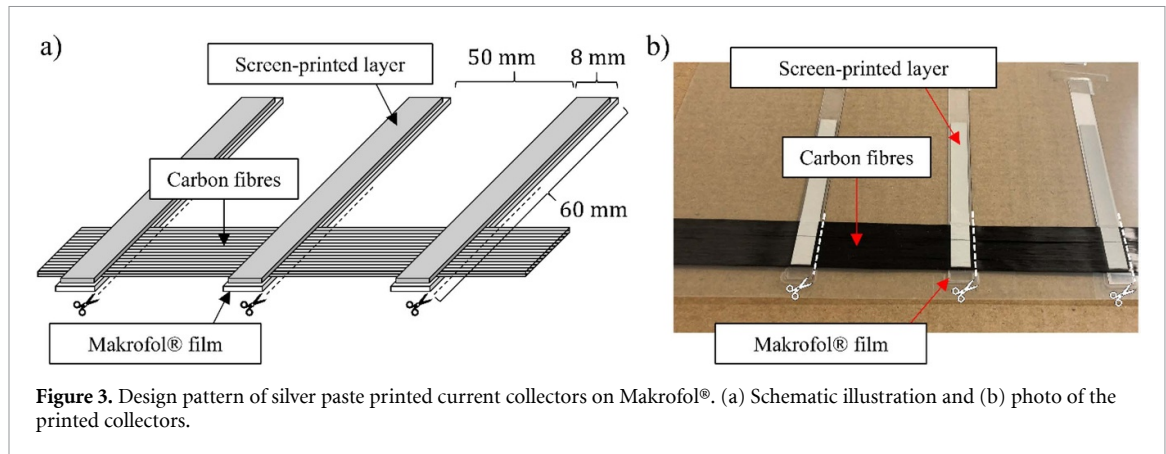 a)
Screen-printed layer
50 mm
8 mm
Carbon fibres
60 mm
Makrofol® film
b)
Screen-printed layer
Carbon fibres
Makrofol® film
Figure 3. Design pattern of silver paste printed current collectors on Makrofol®. (a) Schematic illustration and (b) photo of the
printed collectors.